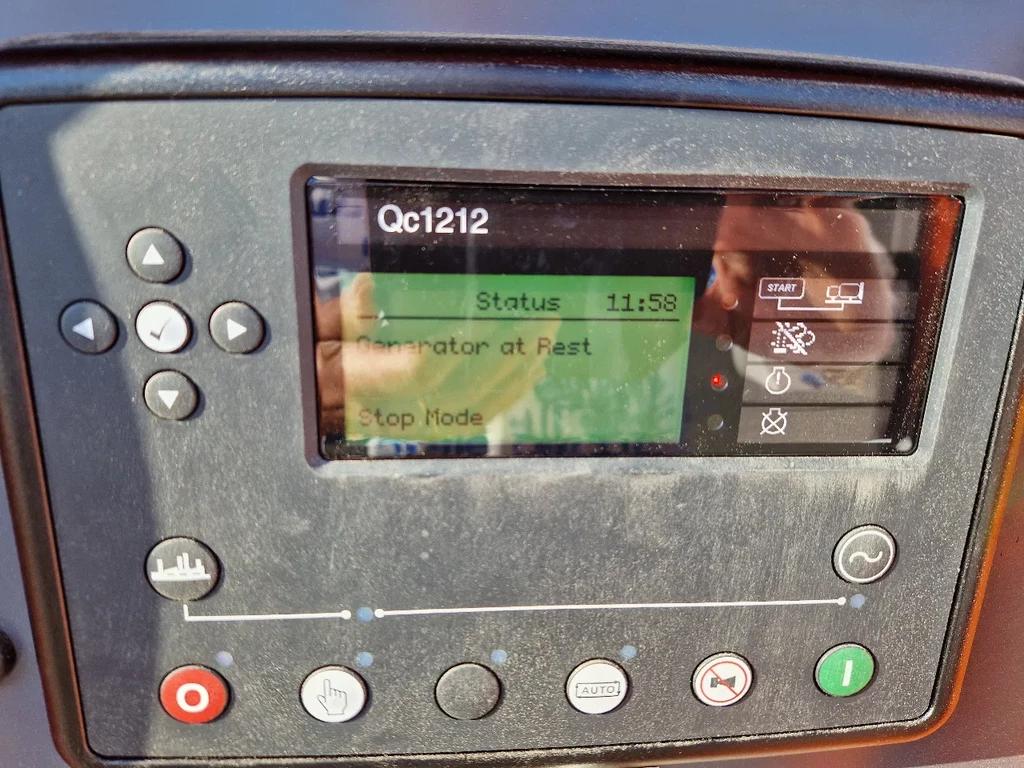 Qc1212
Status 11:58
Generator at Rest
Stop Mode
START
AUTO